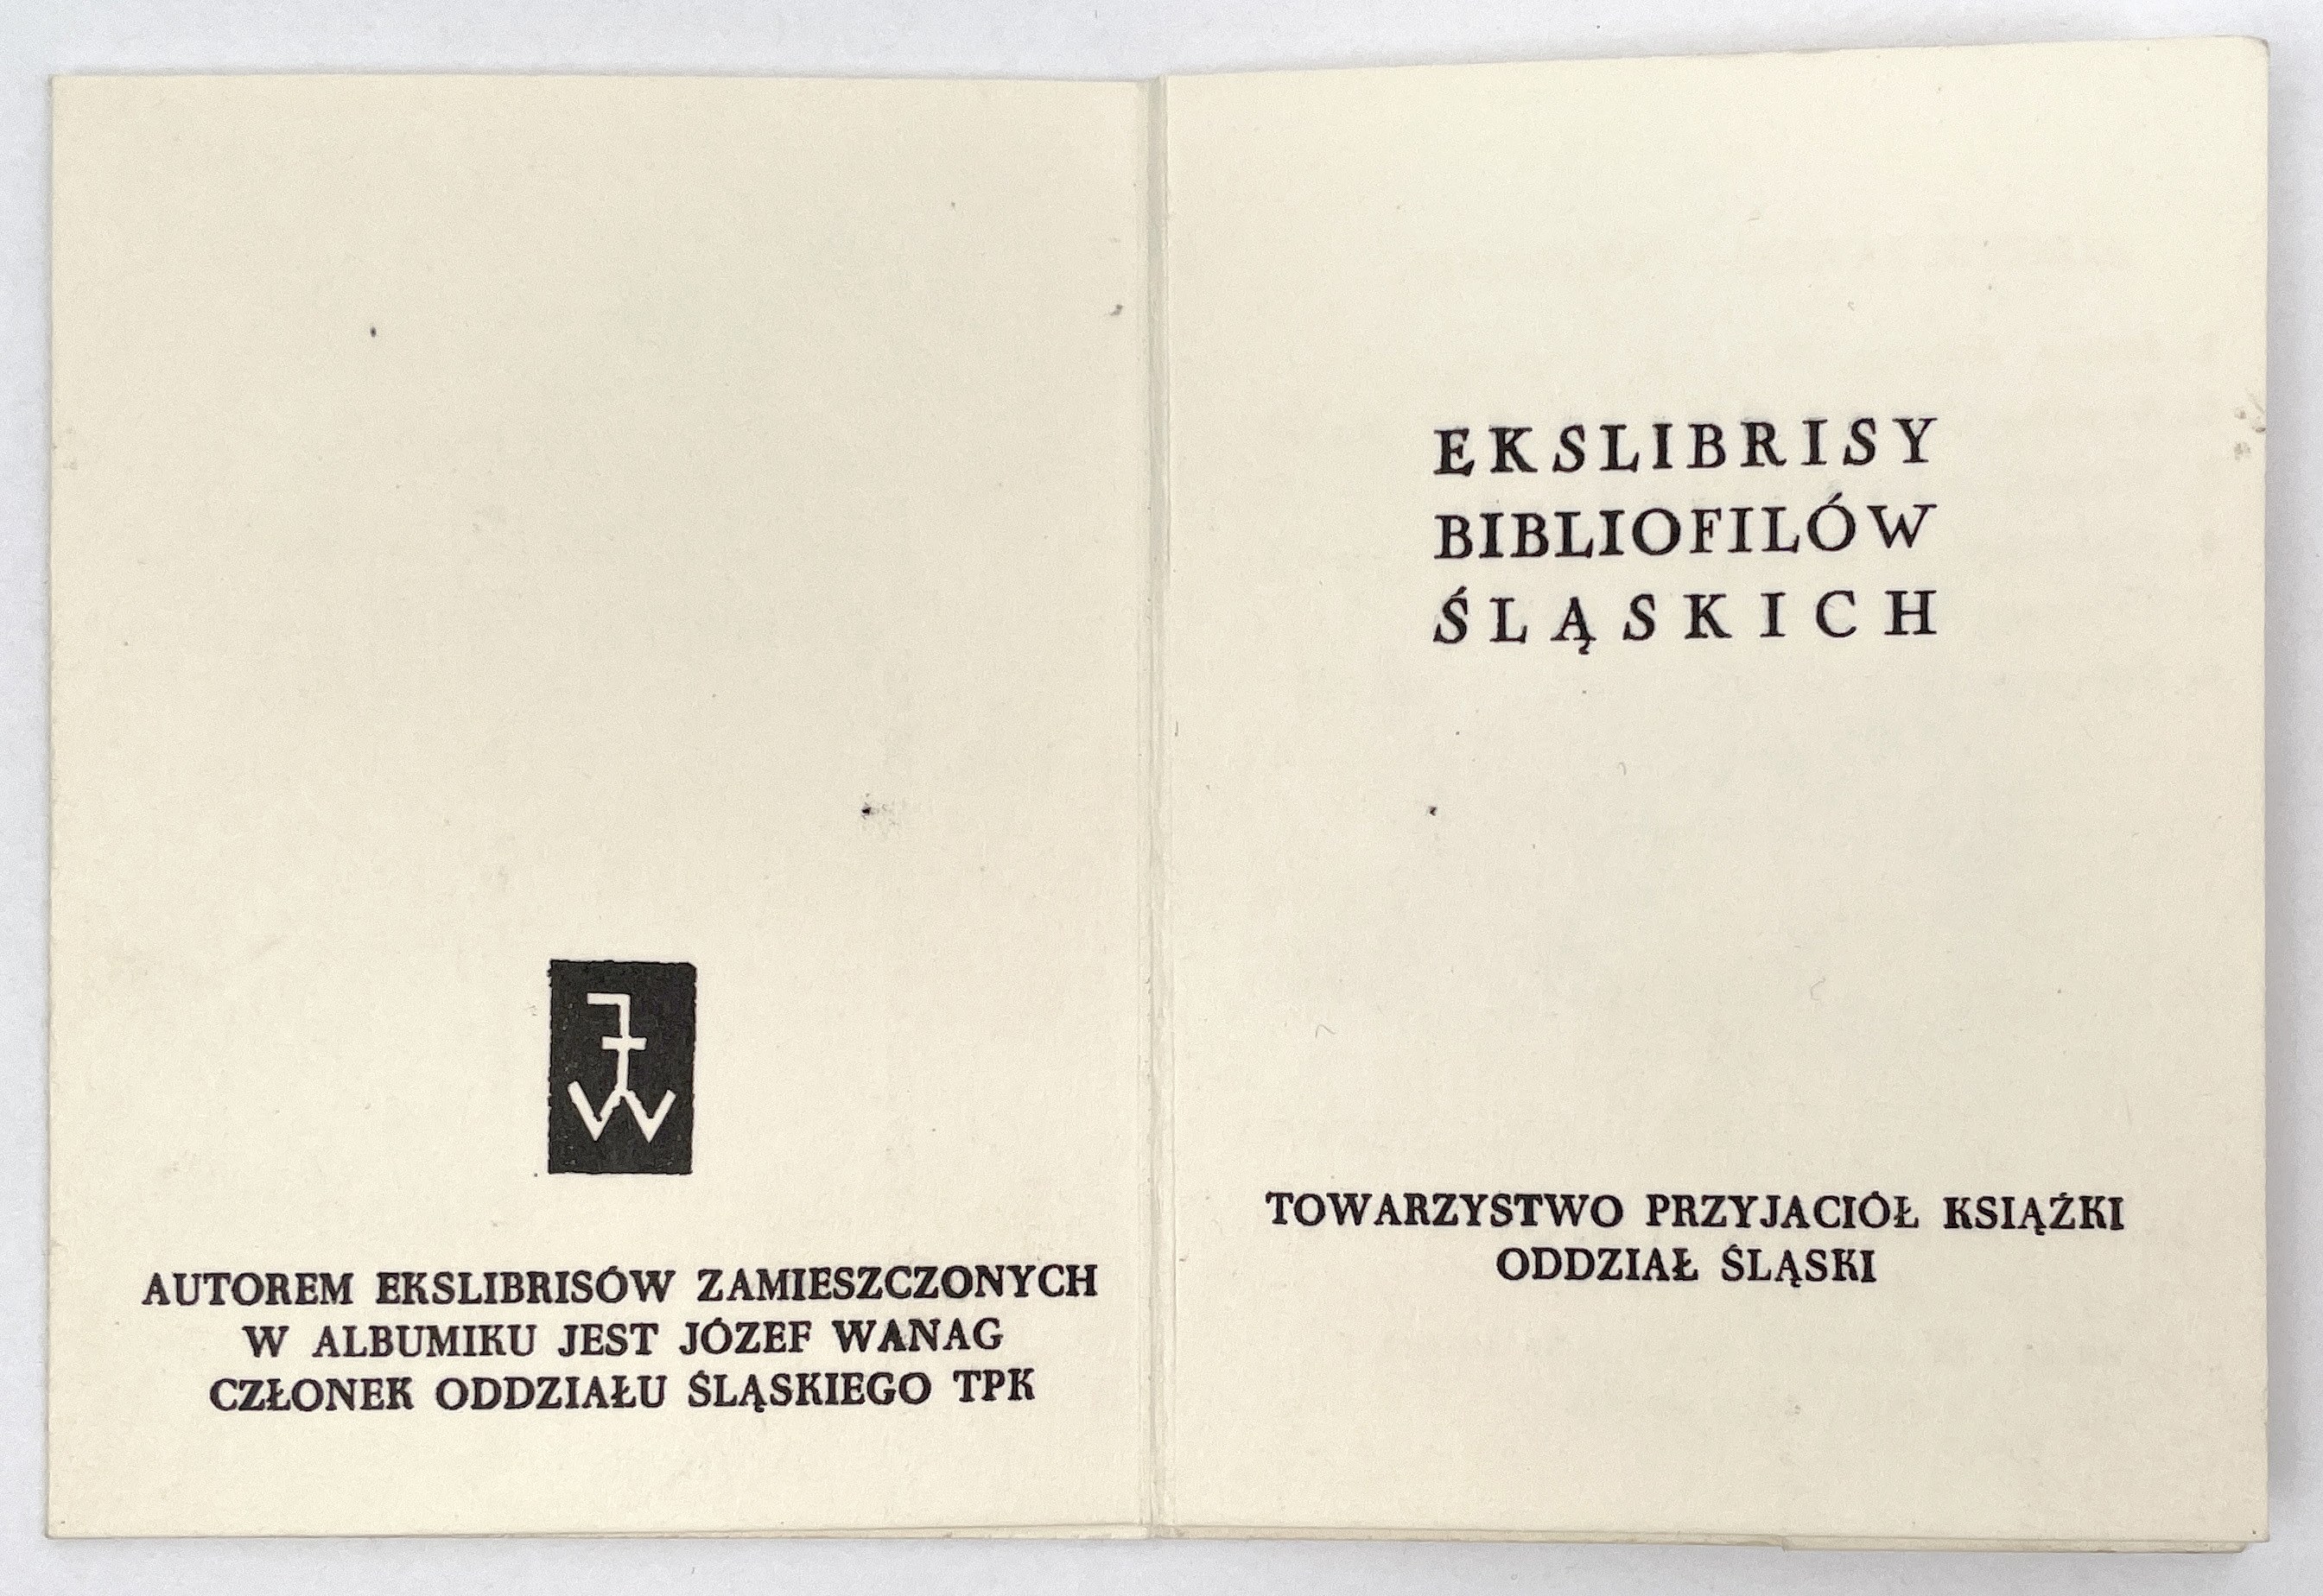 JW
AUTOREM EKSLIBRISÓW ZAMIESZCZONYCH
W ALBUMIKU JEST JÓZEF WANAG
CZŁONEK ODDZIAŁU ŚLĄSKIEGO TPK
EKSLIBRISY
BIBLIOFILÓW
ŚLĄSKICH
TOWARZYSTWO PRZYJACIÓŁ KSIĄŻKI
ODDZIAŁ ŚLĄSKI